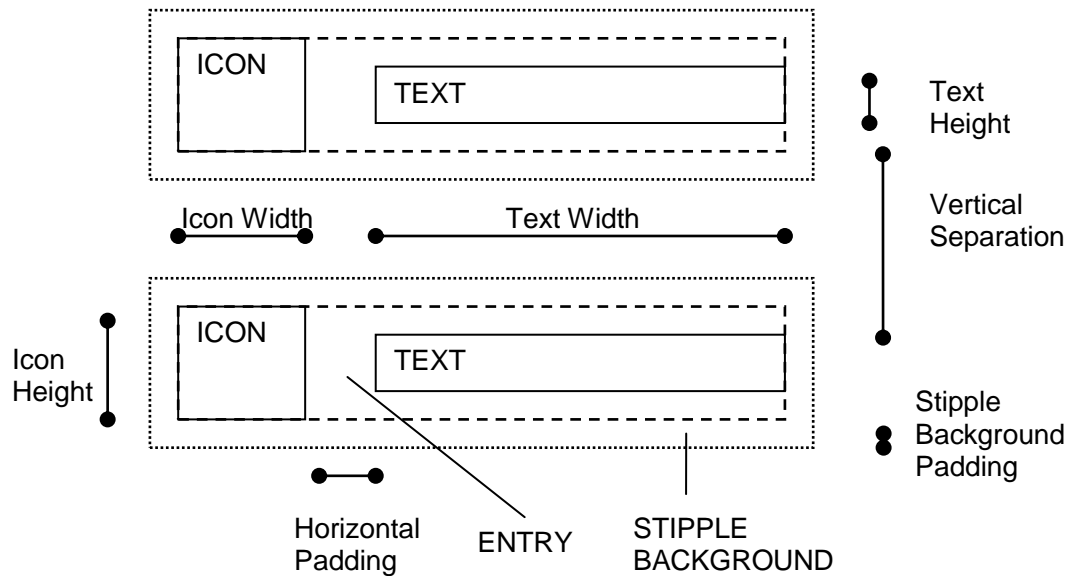 ICON
TEXT
Text
Height
Icon Width
Text Width
Vertical
Separation
ICON
TEXT
Icon
Height
Stipple
Background
Padding
Horizontal
Padding
ENTRY
STIPPLE
BACKGROUND